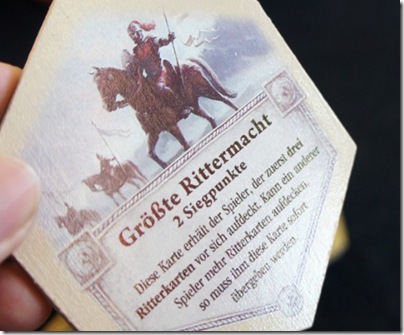 Größte Rittermacht
2 Siegpunkte
Diese Karte erhält der Spieler, der zuerst drei
Ritterkarten vor sich aufdeckt. Kann ein anderer
Spieler mehr Ritterkarten aufdecken,
so muss ihm diese Karte sofort
übergeben werden.